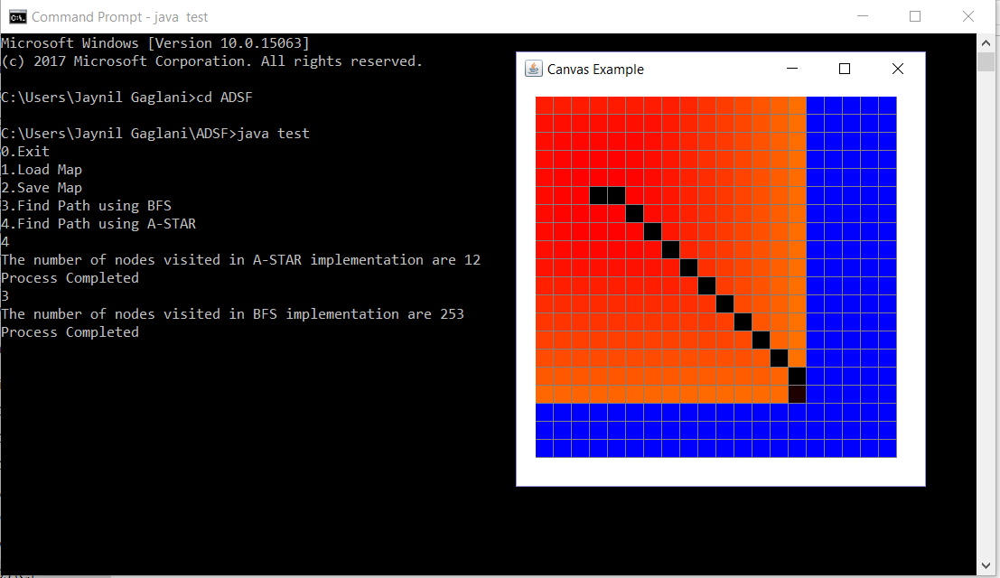 Command Prompt - java  test
Microsoft Windows [Version 10.0.15063]
(c) 2017 Microsoft Corporation. All rights reserved.
C:\Users\Jaynil Gaglani>cd ADSF
C:\Users\Jaynil Gaglani\ADSF>java test
0.Exit
1.Load Map
2.Save Map
3.Find Path using BFS
4.Find Path using A-STAR
4
The number of nodes visited in A-STAR implementation are 12
Process Completed
3
The number of nodes visited in BFS implementation are 253
Process Completed
Canvas Example